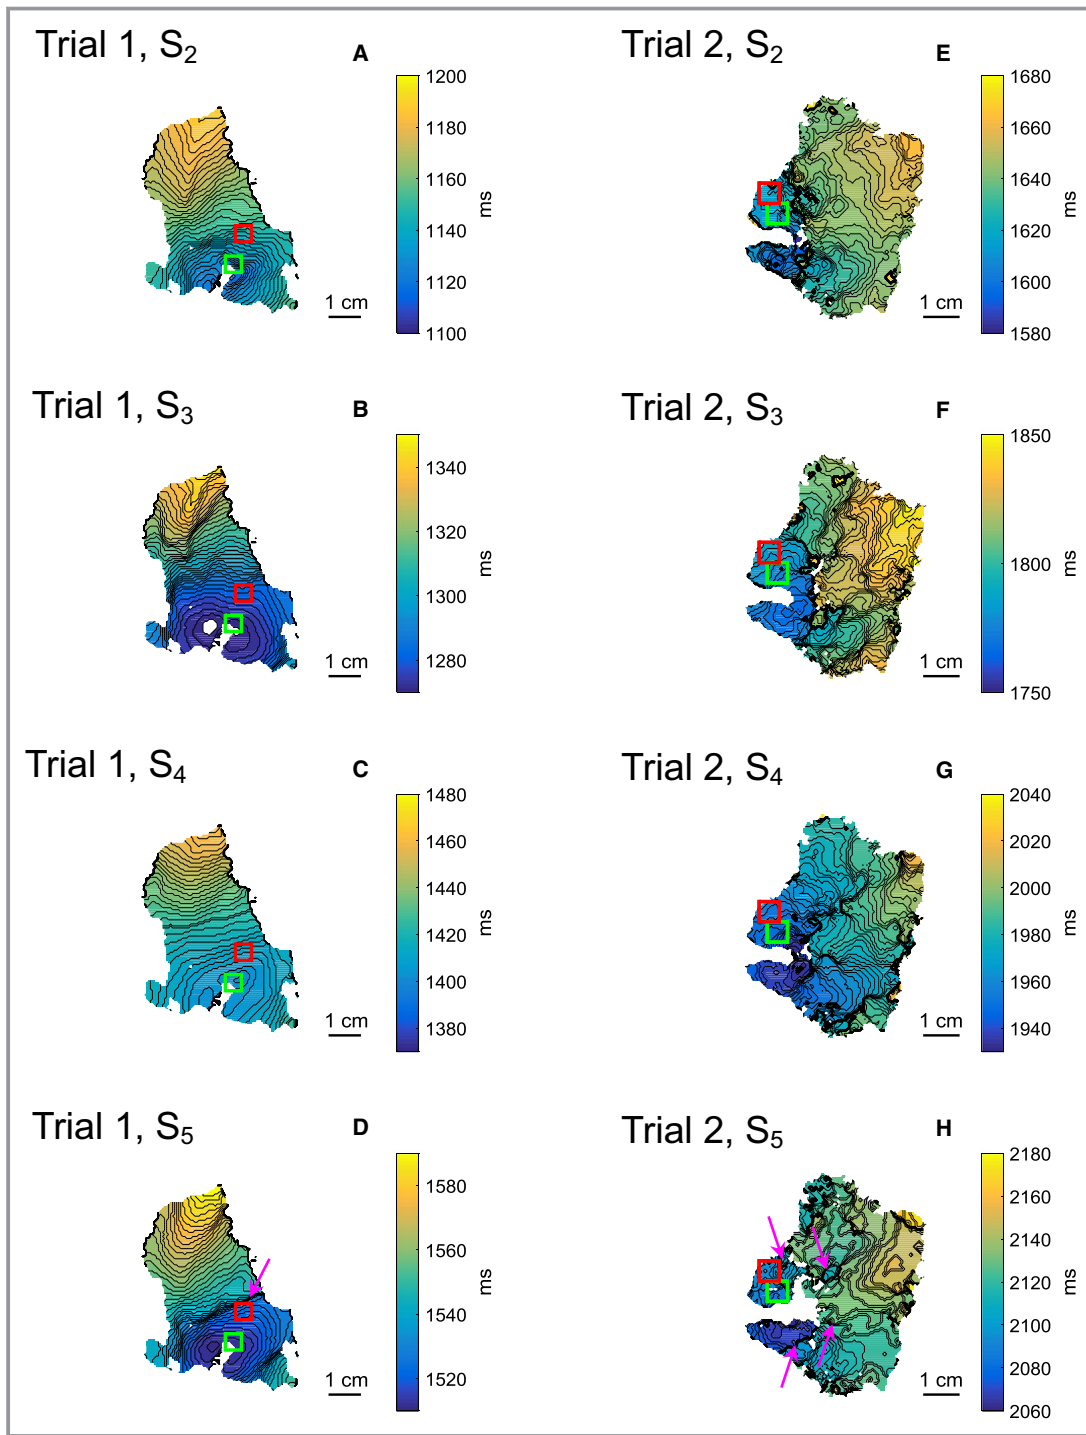 Trial 1, S2
A
1200
1180
1160
1140
1120
1100
ms
1 cm
Trial 2, S2
E
1680
1660
1640
1620
1600
1580
ms
1 cm
Trial 1, S3
B
1340
1320
1300
1280
ms
1 cm
Trial 2, S3
F
1850
1800
1750
ms
1 cm
Trial 1, S4
C
1480
1460
1440
1420
1400
1380
ms
1 cm
Trial 2, S4
G
2040
2020
2000
1980
1960
1940
ms
1 cm
Trial 1, S5
D
1580
1560
1540
1520
ms
1 cm
Trial 2, S5
H
2180
2160
2140
2120
2100
2080
2060
ms
1 cm